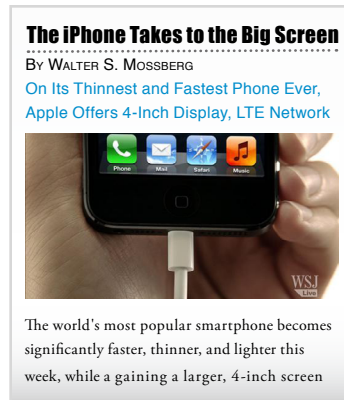 The iPhone Takes to the Big Screen
BY WALTER S. MOSSBERG
On Its Thinnest and Fastest Phone Ever,
Apple Offers 4-Inch Display, LTE Network
Phone Mail Safari Music
WSJ
Live
The world's most popular smartphone becomes
significantly faster, thinner, and lighter this
week, while a gaining a larger, 4-inch screen